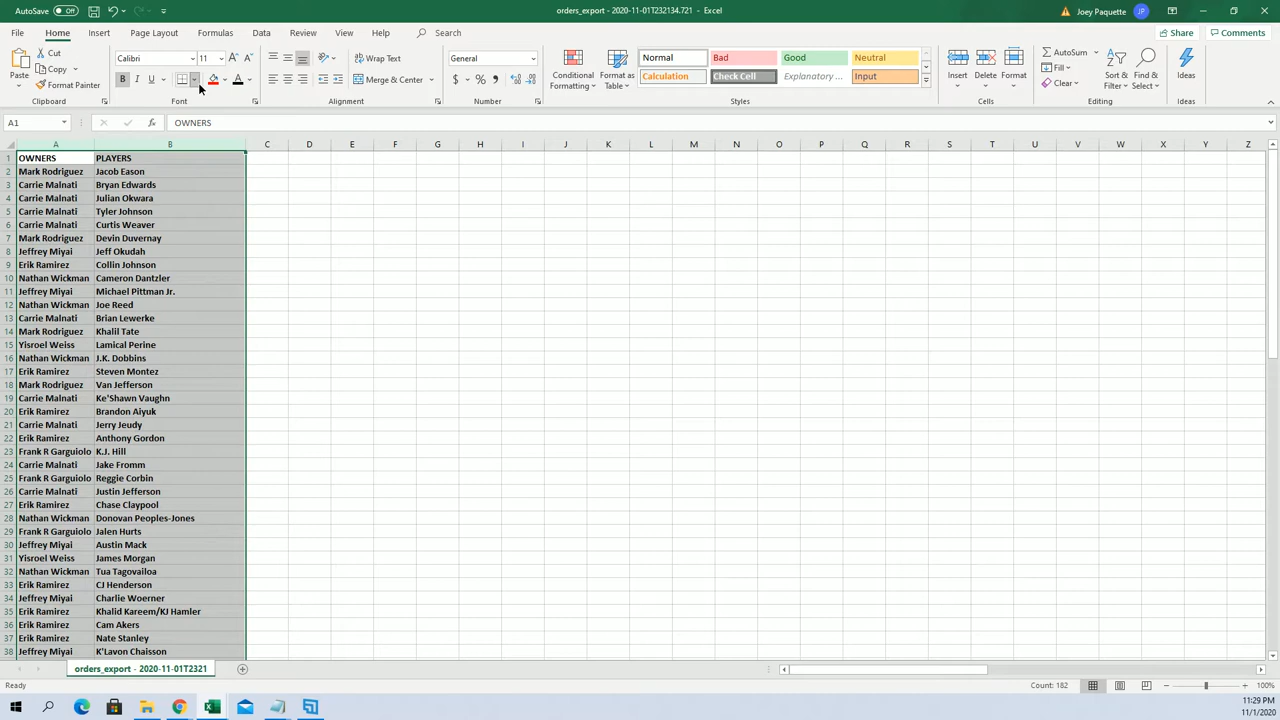 AutoSave Off orders_export - 2020-11-01T232134.721 - Excel Joey Paquette JP
File Home Insert Page Layout Formulas Data Review View Help Search Share Comments
Paste Cut Copy Format Painter Clipboard
Calibri 11 B I U A Font
Wrap Text Merge & Center Alignment
General $ % Number
Conditional Formatting Format as Table
Normal Bad Good Neutral
Calculation Check Cell Explanatory ... Input
Styles
Insert Delete Format Cells
AutoSum Fill Clear Sort & Filter Find & Select Editing
Ideas Ideas
A1 fx OWNERS
A B C D E F G H I J K L M N O P Q R S T U V W X Y Z
1 OWNERS PLAYERS
2 Mark Rodriguez Jacob Eason
3 Carrie Malnati Bryan Edwards
4 Carrie Malnati Julian Okwara
5 Carrie Malnati Tyler Johnson
6 Carrie Malnati Curtis Weaver
7 Mark Rodriguez Devin Duvernay
8 Jeffrey Miyai Jeff Okudah
9 Erik Ramirez Collin Johnson
10 Nathan Wickman Cameron Dantzler
11 Jeffrey Miyai Michael Pittman Jr.
12 Nathan Wickman Joe Reed
13 Carrie Malnati Brian Lewerke
14 Mark Rodriguez Khalil Tate
15 Yisroel Weiss Lamical Perine
16 Nathan Wickman J.K. Dobbins
17 Erik Ramirez Steven Montez
18 Mark Rodriguez Van Jefferson
19 Carrie Malnati Ke'Shawn Vaughn
20 Erik Ramirez Brandon Aiyuk
21 Carrie Malnati Jerry Jeudy
22 Erik Ramirez Anthony Gordon
23 Frank R Garguiolo K.J. Hill
24 Carrie Malnati Jake Fromm
25 Frank R Garguiolo Reggie Corbin
26 Carrie Malnati Justin Jefferson
27 Erik Ramirez Chase Claypool
28 Nathan Wickman Donovan Peoples-Jones
29 Frank R Garguiolo Jalen Hurts
30 Jeffrey Miyai Austin Mack
31 Yisroel Weiss James Morgan
32 Nathan Wickman Tua Tagovailoa
33 Erik Ramirez CJ Henderson
34 Jeffrey Miyai Charlie Woerner
35 Erik Ramirez Khalid Kareem/KJ Hamler
36 Erik Ramirez Cam Akers
37 Erik Ramirez Nate Stanley
38 Jeffrey Miyai K'Lavon Chaisson
orders_export - 2020-11-01T2321
Ready Count: 182 100%
11:29 PM
11/1/2020